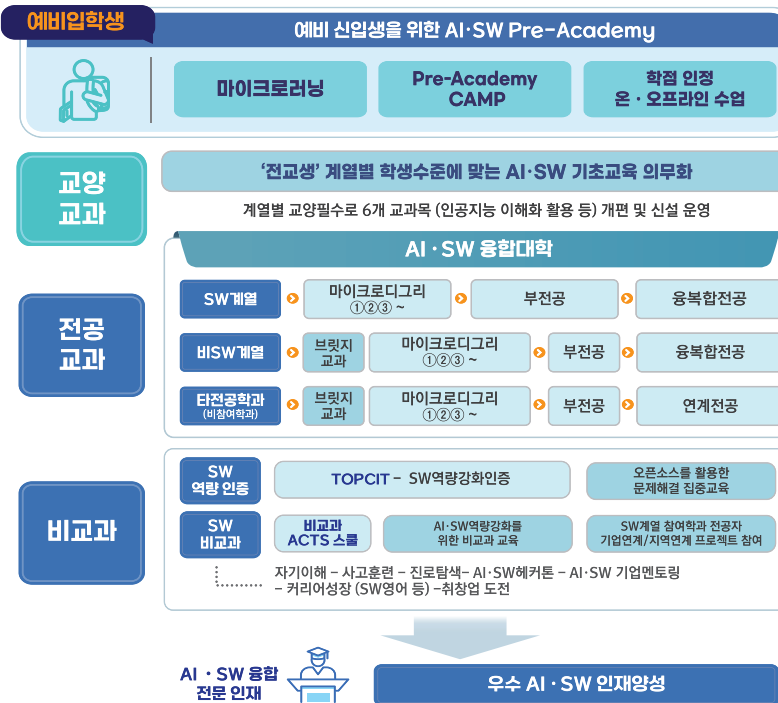 예비입학생
예비 신입생을 위한 AI·SW Pre-Academy
마이크로러닝
Pre-Academy
CAMP
학점 인정
온·오프라인 수업
교양
교과
'전교생' 계열별 학생수준에 맞는 AI·SW 기초교육 의무화
계열별 교양필수로 6개 교과목 (인공지능 이해화 활용 등) 개편 및 신설 운영
AI·SW 융합대학
전공
교과
SW계열
마이크로디그리
①②③ ~
부전공
융복합전공
비SW계열
브릿지
교과
마이크로디그리
①②③ ~
부전공
융복합전공
타전공학과
(비참여학과)
브릿지
교과
마이크로디그리
①②③ ~
부전공
연계전공
비교과
SW
역량 인증
TOPCIT - SW역량강화인증
오픈소스를 활용한
문제해결 집중교육
SW
비교과
비교과
ACTS 스쿨
AI·SW역량강화를
위한 비교과 교육
SW계열 참여학과 전공자
기업연계/지역연계 프로젝트 참여
자기이해 - 사고훈련 - 진로탐색- AI·SW헤커톤 - AI·SW 기업멘토링
- 커리어성장 (SW영어 등) -취창업 도전
AI·SW 융합
전문 인재
우수 AI·SW 인재양성